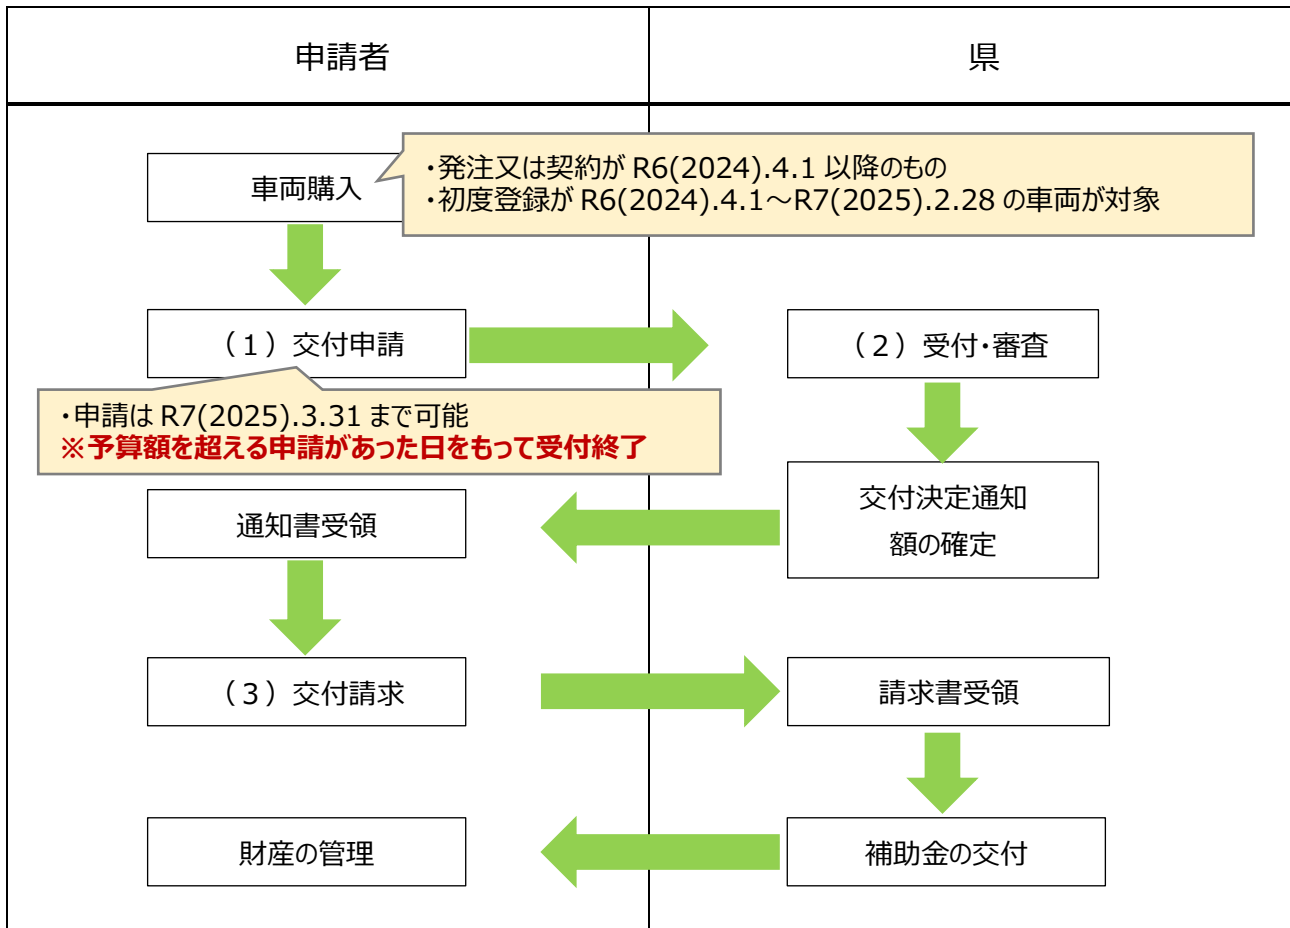 申請者
県
車両購入
・発注又は契約が R6(2024).4.1 以降のもの
・初度登録が R6(2024).4.1～R7(2025).2.28 の車両が対象
（１）交付申請
（２）受付・審査
・申請は R7(2025).3.31 まで可能
※予算額を超える申請があった日をもって受付終了
交付決定通知
額の確定
通知書受領
（３）交付請求
請求書受領
補助金の交付
財産の管理